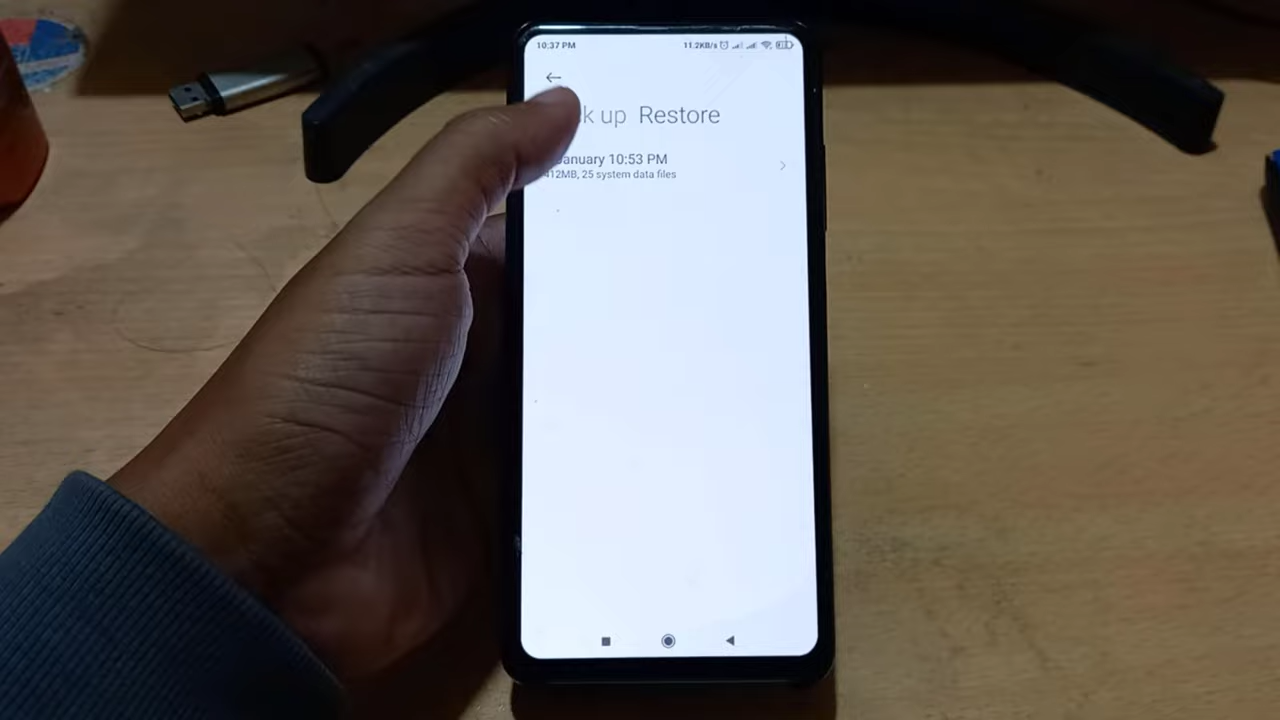 10:37 PM 11.2KB/s
up Restore
January 10:53 PM
412MB, 25 system data files